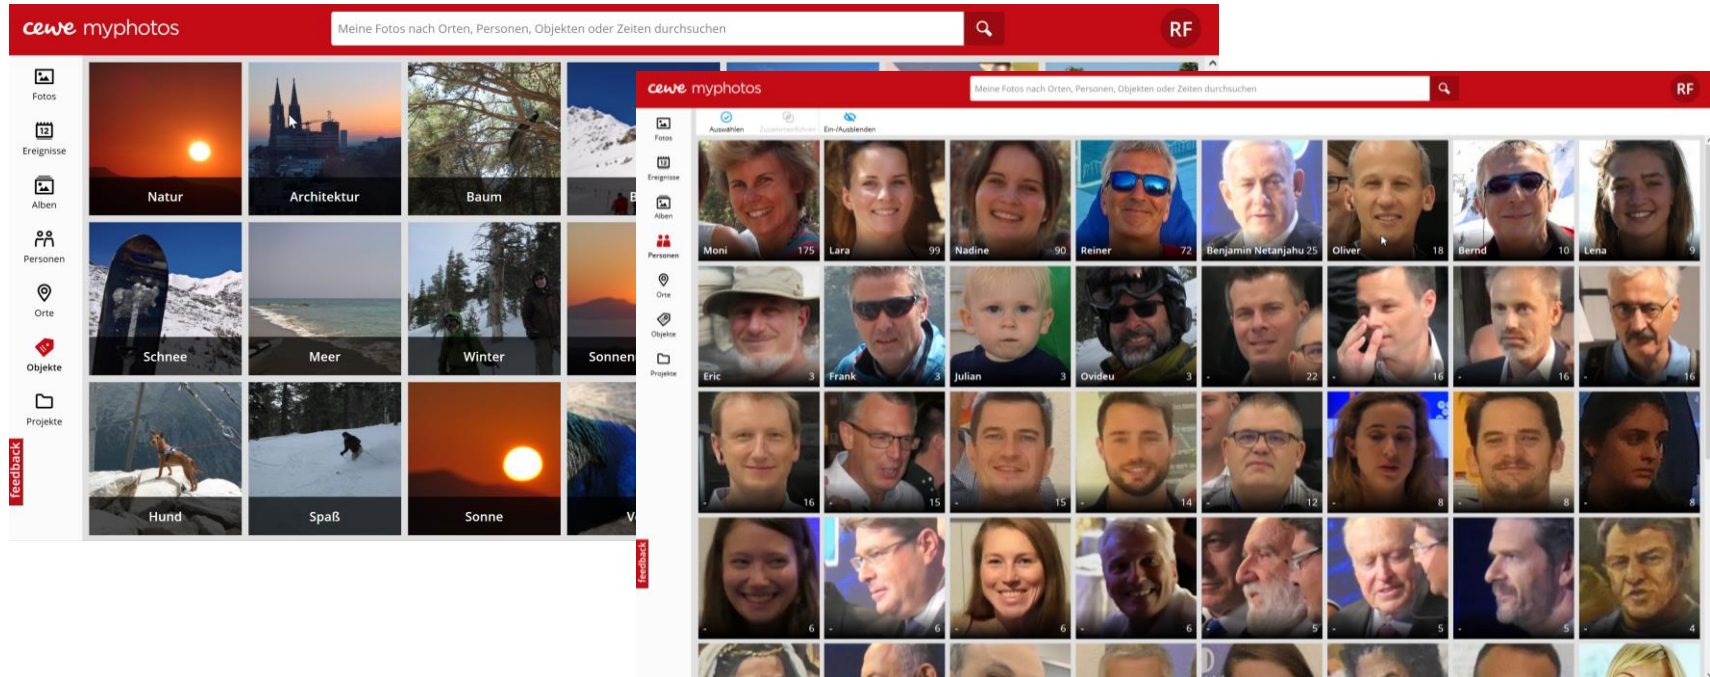 cewe myphotos
Meine Fotos nach Orten, Personen, Objekten oder Zeiten durchsuchen
RF
Fotos
12
Ereignisse
Alben
Personen
Orte
Objekte
Projekte
feedback
Natur
Architektur
Baum
B
Schnee
Meer
Winter
Sonnen
Hund
Spaß
Sonne
V
cewe myphotos
Meine Fotos nach Orten, Personen, Objekten oder Zeiten durchsuchen
RF
Auswählen
Zusammenführen
Ein-/Ausblenden
Fotos
12
Ereignisse
Alben
Personen
Orte
Objekte
Projekte
feedback
Moni 175
Lara 99
Nadine 90
Reiner 72
Benjamin Netanjahu 25
Oliver 18
Bernd 10
Lena 9
Eric 3
Frank 3
Julian 3
Ovideu 3
- 22
- 16
- 16
- 16
- 16
- 15
- 15
- 14
- 12
- 8
- 8
- 8
- 6
- 6
- 6
- 6
- 5
- 5
- 5
- 4